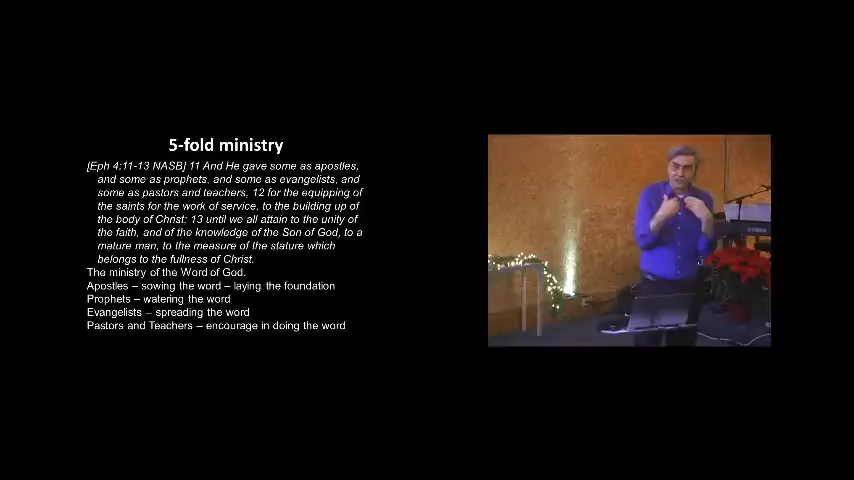 5-fold ministry
[Eph 4:11-13 NASB] 11 And He gave some as apostles,
and some as prophets, and some as evangelists, and
some as pastors and teachers, 12 for the equipping of
the saints for the work of service, to the building up of
the body of Christ; 13 until we all attain to the unity of
the faith, and of the knowledge of the Son of God, to a
mature man, to the measure of the stature which
belongs to the fullness of Christ.
The ministry of the Word of God.
Apostles – sowing the word – laying the foundation
Prophets – watering the word
Evangelists – spreading the word
Pastors and Teachers – encourage in doing the word
YAMAHA